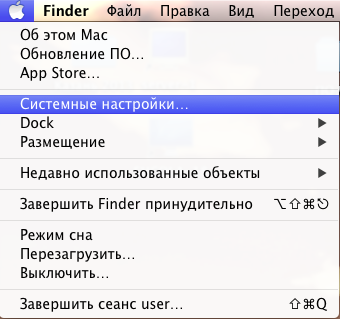 Finder Файл Правка Вид Переход
Об этом Mac
Обновление ПО...
App Store...
Системные настройки...
Dock ▶
Размещение ▶
Недавно использованные объекты ▶
Завершить Finder принудительно ⌥⇧⌘⎋
Режим сна
Перезагрузить...
Выключить...
Завершить сеанс user... ⇧⌘Q